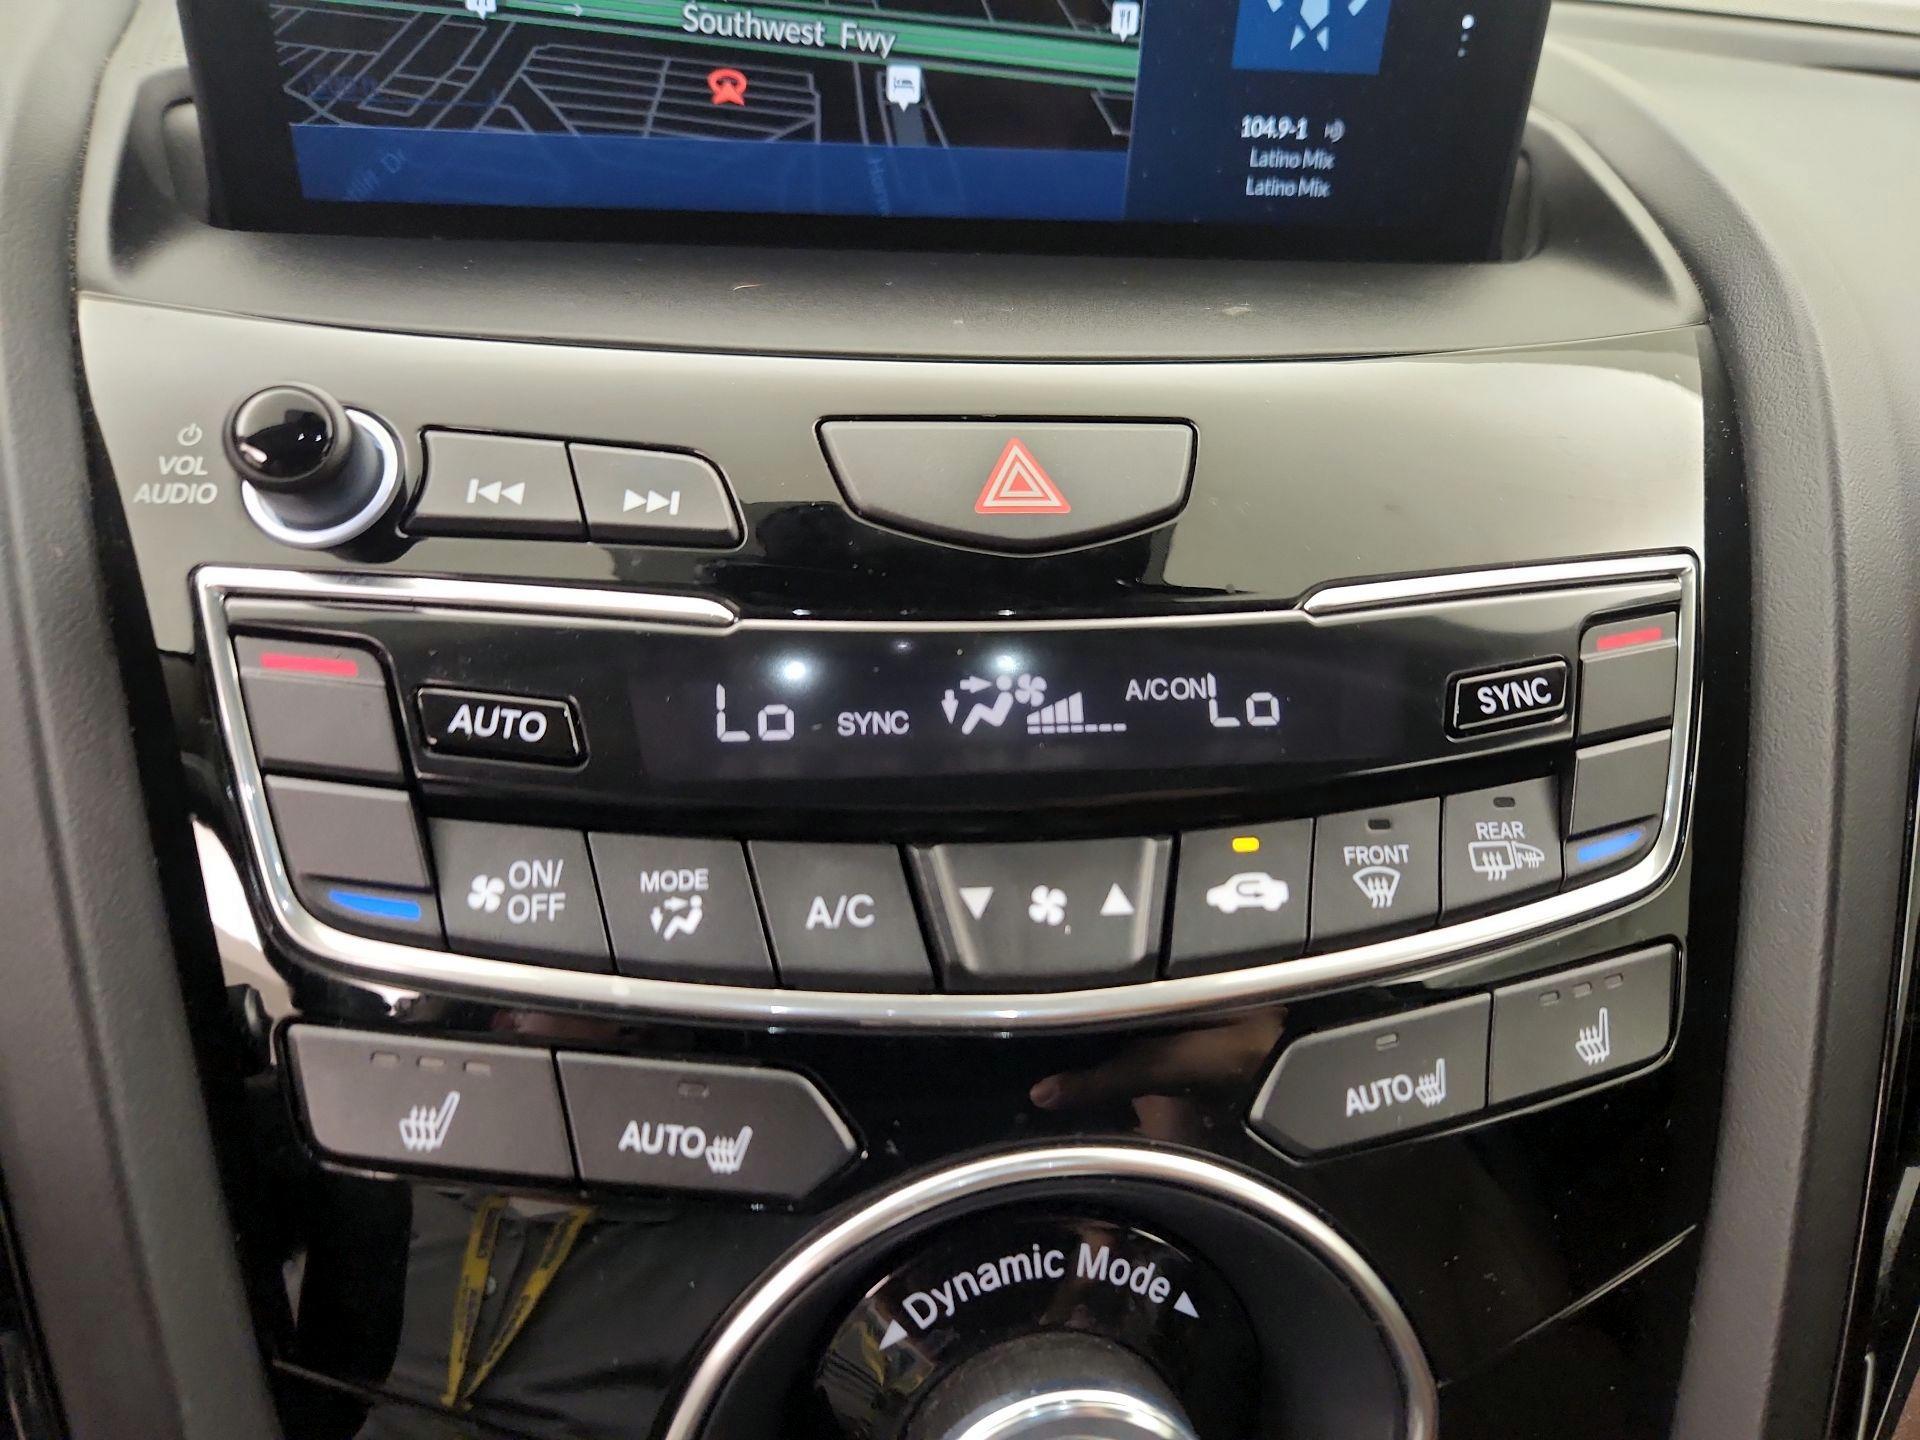 Southwest Fwy
104.9-1
Latino Mix
Latino Mix
VOL
AUDIO
AUTO
Lo
SYNC
A/C ON
Lo
SYNC
ON/
OFF
MODE
A/C
FRONT
REAR
AUTO
AUTO
Dynamic Mode